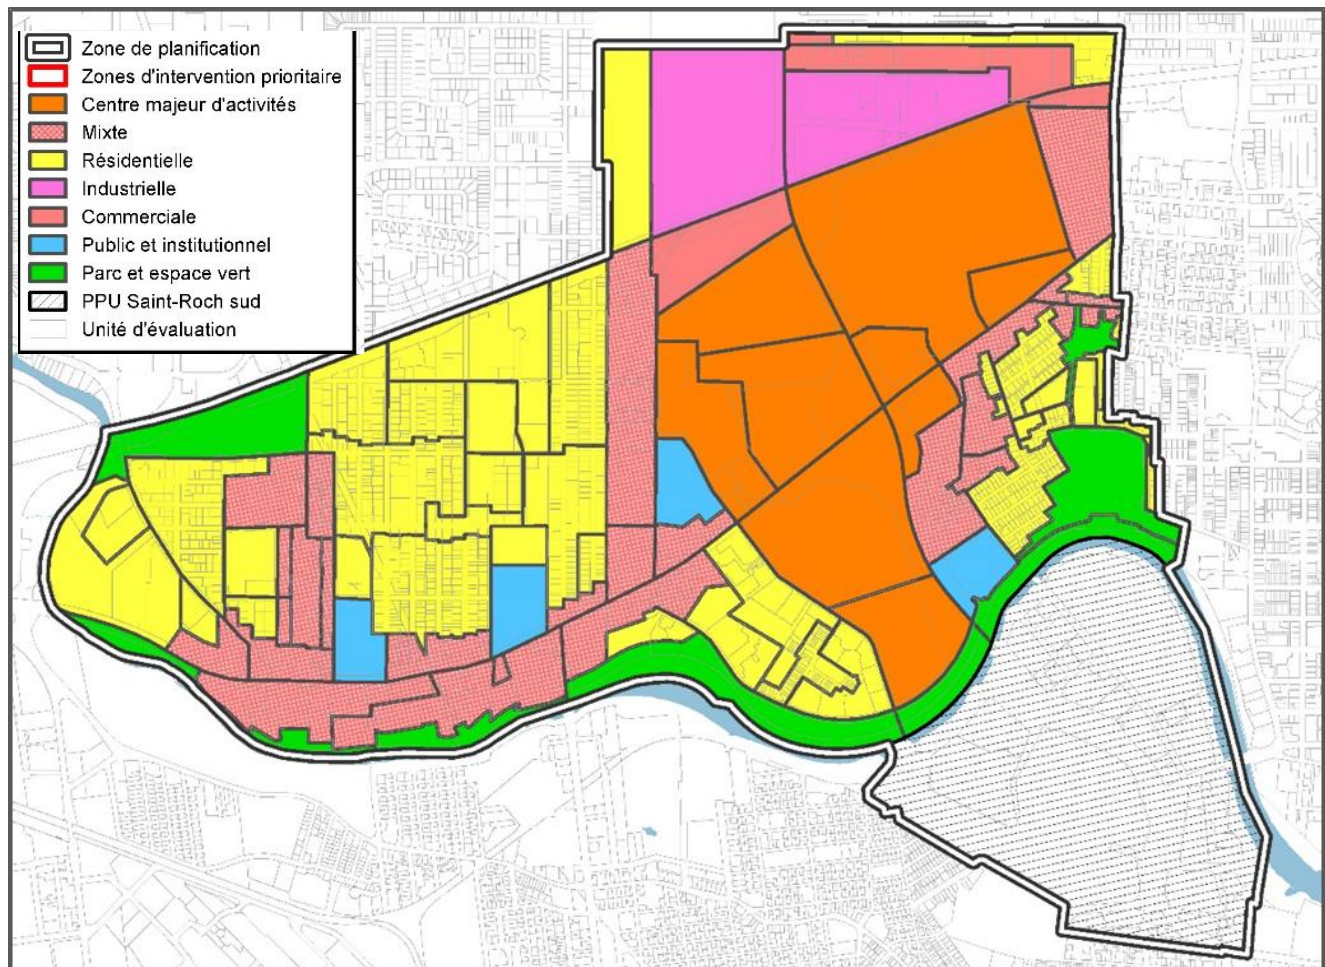 Zone de planification
Zones d'intervention prioritaire
Centre majeur d'activités
Mixte
Résidentielle
Industrielle
Commerciale
Public et institutionnel
Parc et espace vert
PPU Saint-Roch sud
Unité d'évaluation